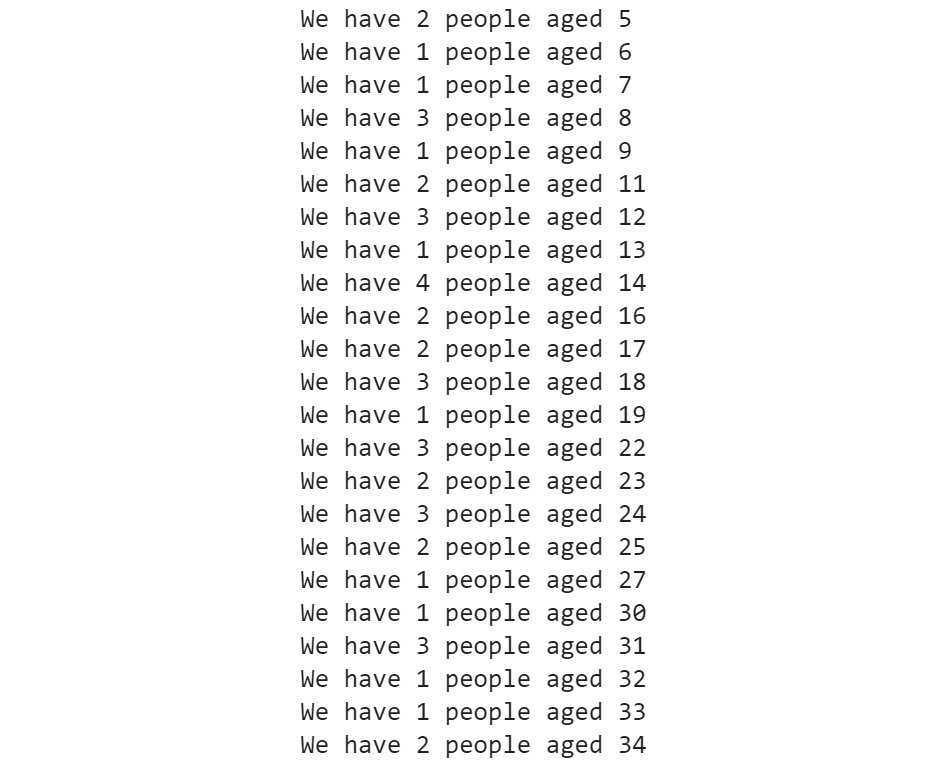 We have 2 people aged 5
We have 1 people aged 6
We have 1 people aged 7
We have 3 people aged 8
We have 1 people aged 9
We have 2 people aged 11
We have 3 people aged 12
We have 1 people aged 13
We have 4 people aged 14
We have 2 people aged 16
We have 2 people aged 17
We have 3 people aged 18
We have 1 people aged 19
We have 3 people aged 22
We have 2 people aged 23
We have 3 people aged 24
We have 2 people aged 25
We have 1 people aged 27
We have 1 people aged 30
We have 3 people aged 31
We have 1 people aged 32
We have 1 people aged 33
We have 2 people aged 34